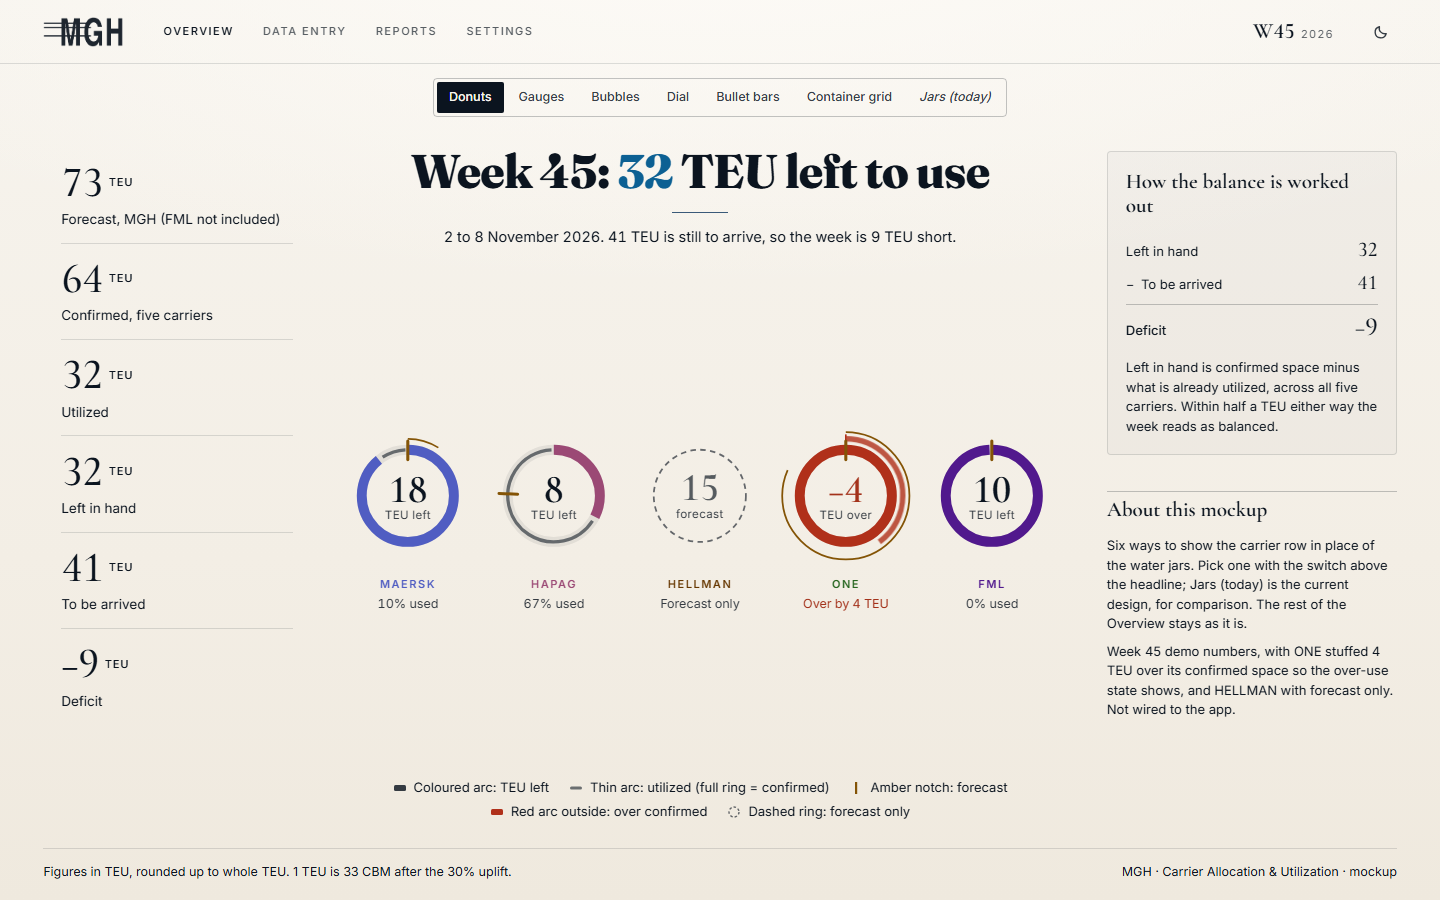 MGH
OVERVIEW DATA ENTRY REPORTS SETTINGS
W45 2026
Donuts Gauges Bubbles Dial Bullet bars Container grid Jars (today)
73 TEU
Forecast, MGH (FML not included)
64 TEU
Confirmed, five carriers
32 TEU
Utilized
32 TEU
Left in hand
41 TEU
To be arrived
–9 TEU
Deficit
Week 45: 32 TEU left to use
2 to 8 November 2026. 41 TEU is still to arrive, so the week is 9 TEU short.
18
TEU left
MAERSK
10% used
8
TEU left
HAPAG
67% used
15
forecast
HELLMAN
Forecast only
–4
TEU over
ONE
Over by 4 TEU
10
TEU left
FML
0% used
Coloured arc: TEU left Thin arc: utilized (full ring = confirmed) Amber notch: forecast
Red arc outside: over confirmed Dashed ring: forecast only
How the balance is worked
out
Left in hand 32
– To be arrived 41
Deficit –9
Left in hand is confirmed space minus
what is already utilized, across all five
carriers. Within half a TEU either way the
week reads as balanced.
About this mockup
Six ways to show the carrier row in place of
the water jars. Pick one with the switch above
the headline; Jars (today) is the current
design, for comparison. The rest of the
Overview stays as it is.
Week 45 demo numbers, with ONE stuffed 4
TEU over its confirmed space so the over-use
state shows, and HELLMAN with forecast only.
Not wired to the app.
Figures in TEU, rounded up to whole TEU. 1 TEU is 33 CBM after the 30% uplift.
MGH · Carrier Allocation & Utilization · mockup